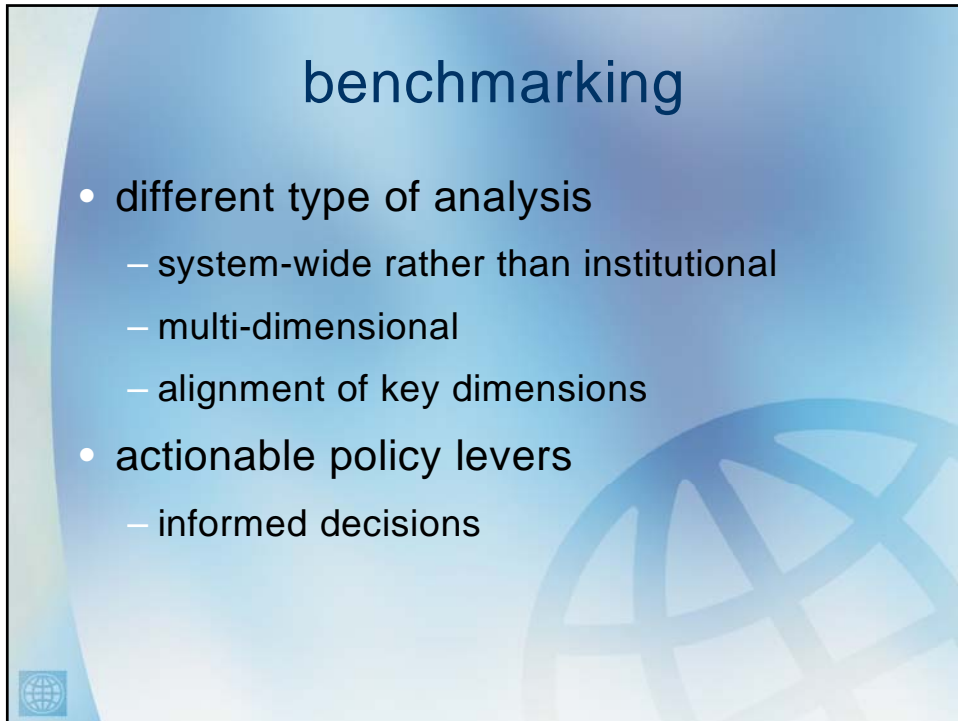 benchmarking
• different type of analysis
– system-wide rather than institutional
– multi-dimensional
– alignment of key dimensions
• actionable policy levers
– informed decisions